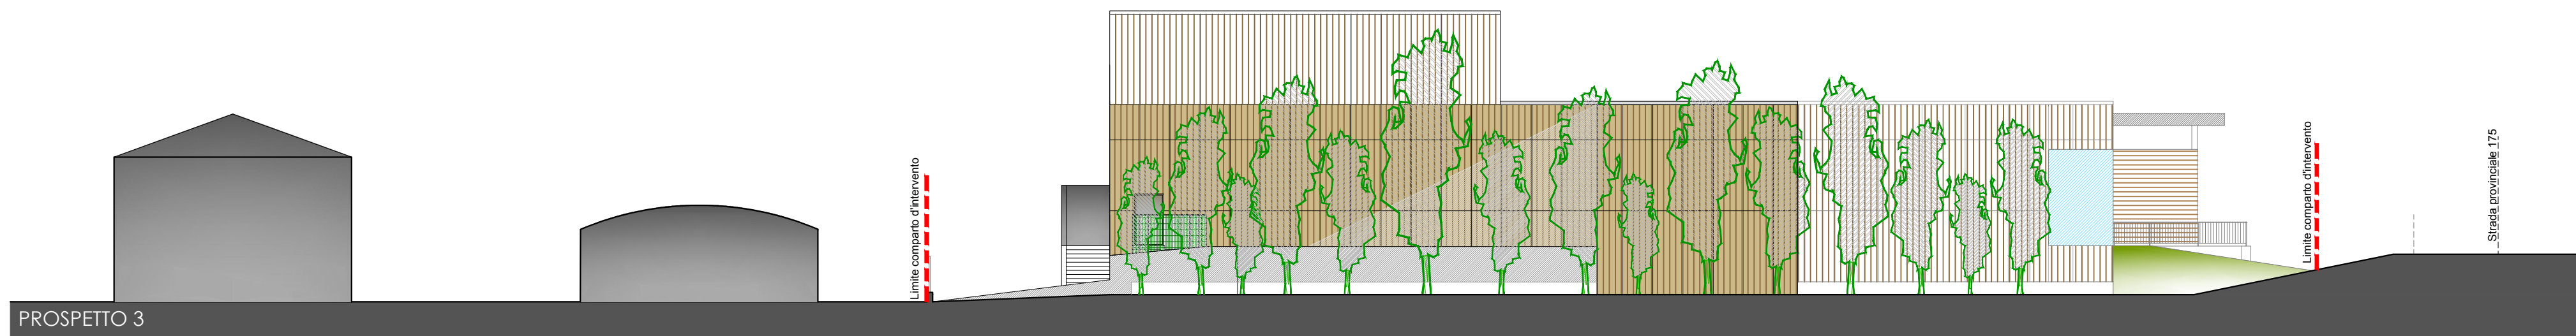 Limite comparto d'intervento
Limite comparto d'intervento
Strada provinciale 175
PROSPETTO 3